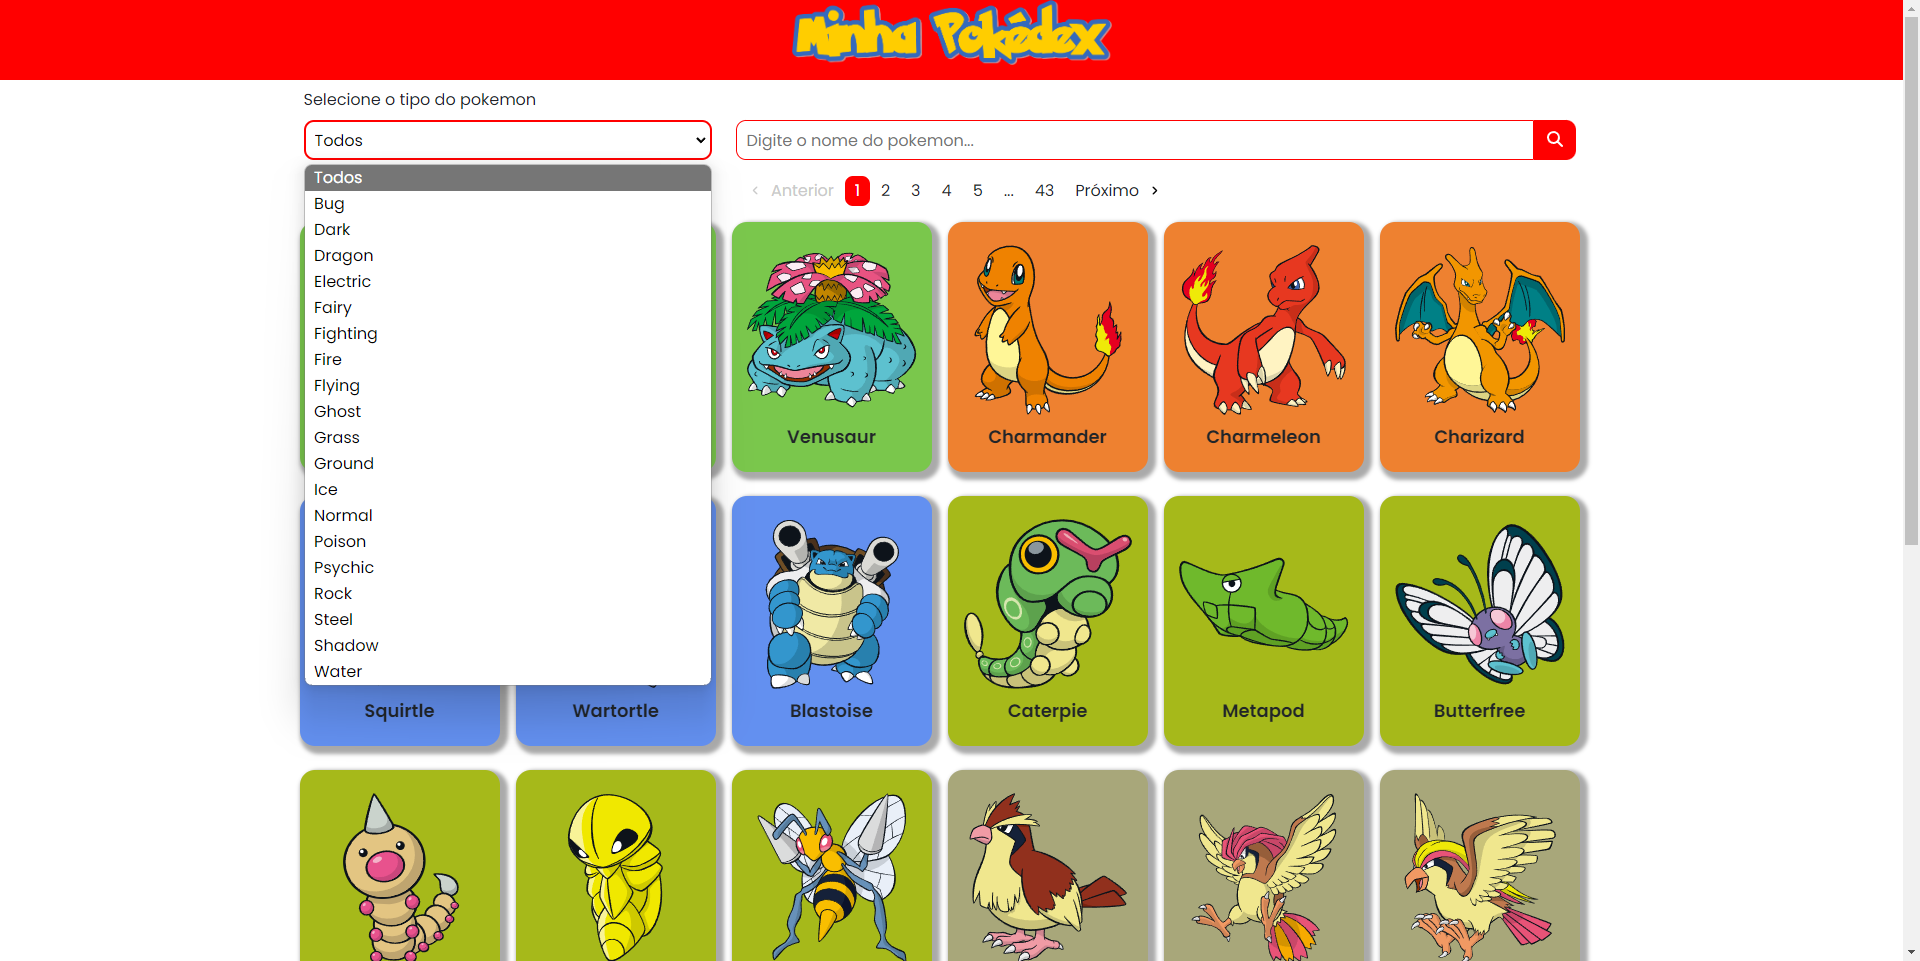 Minha Pokédex
Selecione o tipo do pokemon
Todos
Digite o nome do pokemon...
Todos
Bug
Dark
Dragon
Electric
Fairy
Fighting
Fire
Flying
Ghost
Grass
Ground
Ice
Normal
Poison
Psychic
Rock
Steel
Shadow
Water
‹ Anterior 1 2 3 4 5 ... 43 Próximo ›
Venusaur Charmander Charmeleon Charizard
Squirtle Wartortle Blastoise Caterpie Metapod Butterfree